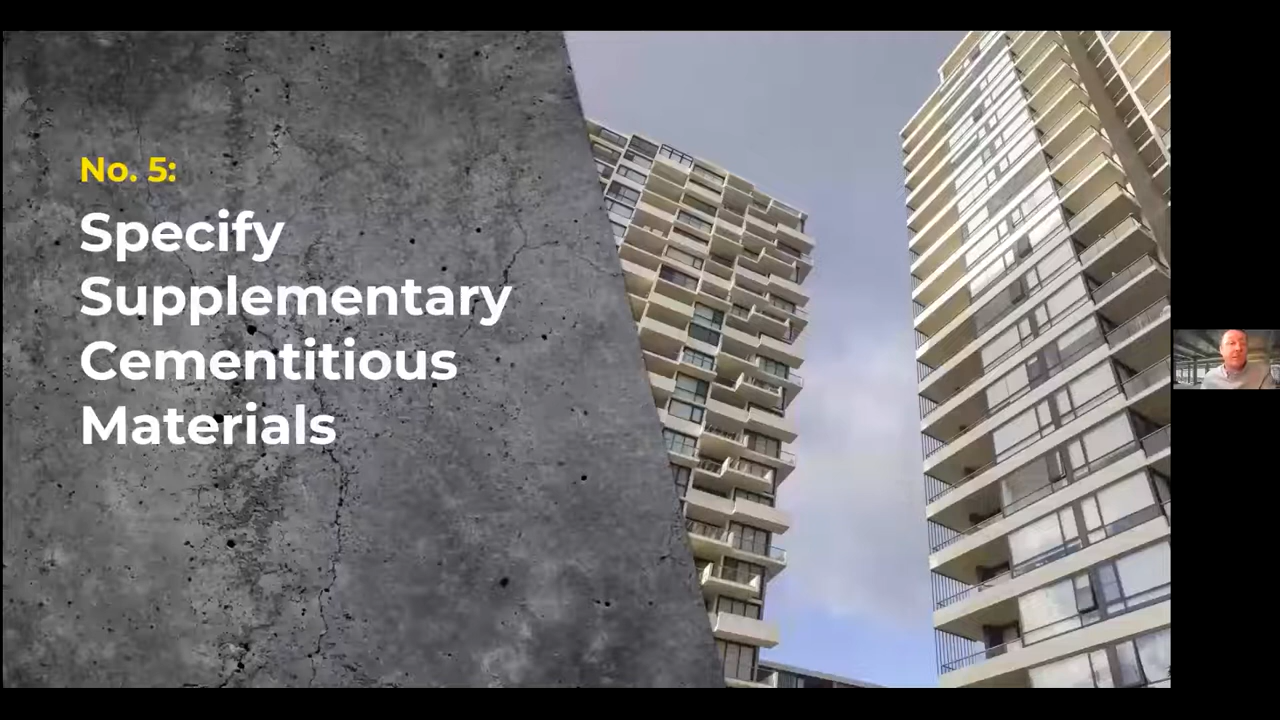 No. 5:
Specify
Supplementary
Cementitious
Materials